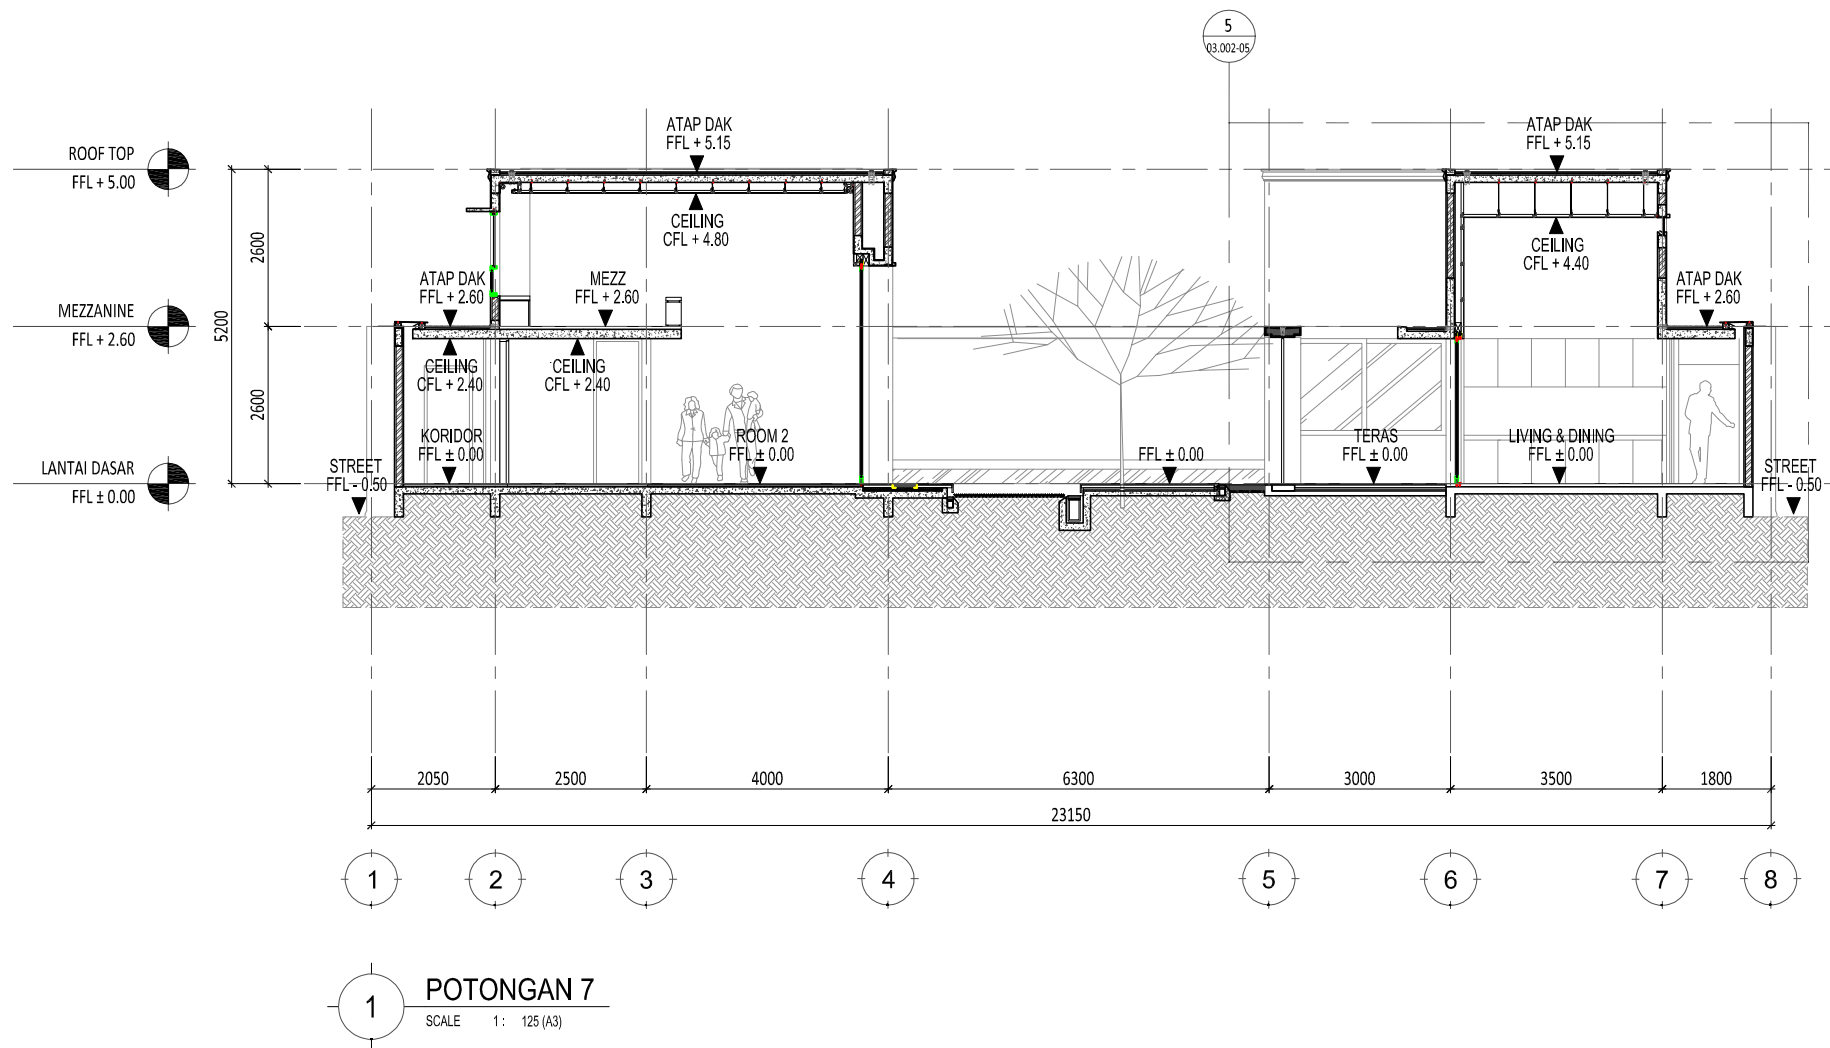 5
03.002-05
ATAP DAK
FFL + 5.15
ATAP DAK
FFL + 5.15
ROOF TOP
FFL + 5.00
CEILING
CFL + 4.80
CEILING
CFL + 4.40
2600
ATAP DAK
FFL + 2.60
MEZZ
FFL + 2.60
ATAP DAK
FFL + 2.60
MEZZANINE
FFL + 2.60
5200
CEILING
CFL + 2.40
CEILING
CFL + 2.40
2600
KORIDOR
FFL ± 0.00
ROOM 2
FFL ± 0.00
FFL ± 0.00
TERAS
FFL ± 0.00
LIVING & DINING
FFL ± 0.00
LANTAI DASAR
FFL ± 0.00
STREET
FFL - 0.50
STREET
FFL - 0.50
2050 2500 4000 6300 3000 3500 1800
23150
1 2 3 4 5 6 7 8
1
POTONGAN 7
SCALE 1 : 125 (A3)